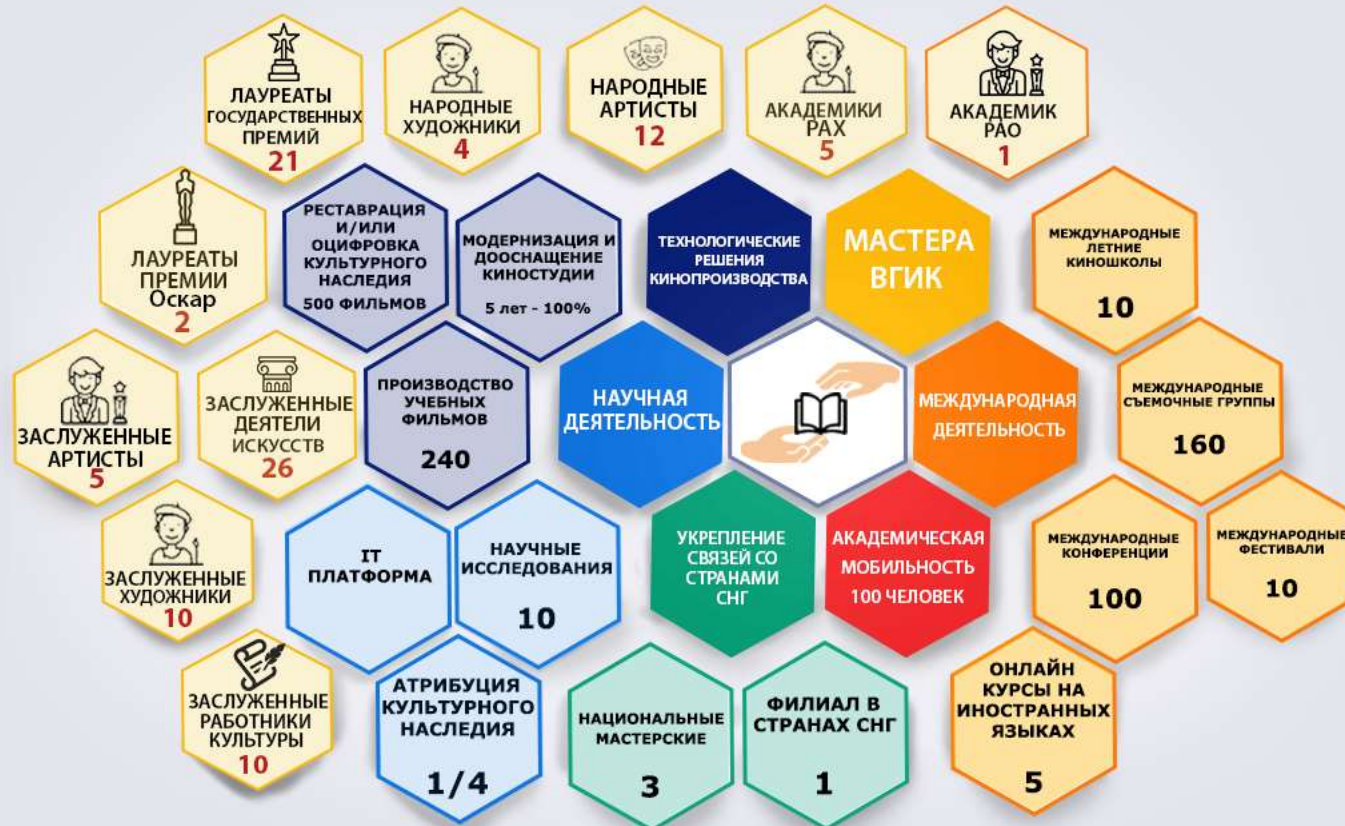 ЛАУРЕАТЫ
ГОСУДАРСТВЕННЫХ
ПРЕМИЙ
21
НАРОДНЫЕ
ХУДОЖНИКИ
4
НАРОДНЫЕ
АРТИСТЫ
12
АКАДЕМИКИ
РАХ
5
АКАДЕМИК
РАО
1
ЛАУРЕАТЫ
ПРЕМИИ
Оскар
2
РЕСТАВРАЦИЯ
И/ИЛИ
ОЦИФРОВКА
КУЛЬТУРНОГО
НАСЛЕДИЯ
500 ФИЛЬМОВ
МОДЕРНИЗАЦИЯ И
ДООСНАЩЕНИЕ
КИНОСТУДИИ
5 лет - 100%
ТЕХНОЛОГИЧЕСКИЕ
РЕШЕНИЯ
КИНОПРОИЗВОДСТВА
МАСТЕРА
ВГИК
МЕЖДУНАРОДНЫЕ
ЛЕТНИЕ
КИНОШКОЛЫ
10
ЗАСЛУЖЕННЫЕ
АРТИСТЫ
5
ЗАСЛУЖЕННЫЕ
ДЕЯТЕЛИ
ИСКУССТВ
26
ПРОИЗВОДСТВО
УЧЕБНЫХ
ФИЛЬМОВ
240
НАУЧНАЯ
ДЕЯТЕЛЬНОСТЬ
МЕЖДУНАРОДНАЯ
ДЕЯТЕЛЬНОСТЬ
МЕЖДУНАРОДНЫЕ
СЪЕМОЧНЫЕ ГРУППЫ
160
ЗАСЛУЖЕННЫЕ
ХУДОЖНИКИ
10
IT
ПЛАТФОРМА
НАУЧНЫЕ
ИССЛЕДОВАНИЯ
10
УКРЕПЛЕНИЕ
СВЯЗЕЙ СО
СТРАНАМИ
СНГ
АКАДЕМИЧЕСКАЯ
МОБИЛЬНОСТЬ
100 ЧЕЛОВЕК
МЕЖДУНАРОДНЫЕ
КОНФЕРЕНЦИИ
100
МЕЖДУНАРОДНЫЕ
ФЕСТИВАЛИ
10
ЗАСЛУЖЕННЫЕ
РАБОТНИКИ
КУЛЬТУРЫ
10
АТРИБУЦИЯ
КУЛЬТУРНОГО
НАСЛЕДИЯ
1/4
НАЦИОНАЛЬНЫЕ
МАСТЕРСКИЕ
3
ФИЛИАЛ В
СТРАНАХ СНГ
1
ОНЛАЙН
КУРСЫ НА
ИНОСТРАННЫХ
ЯЗЫКАХ
5